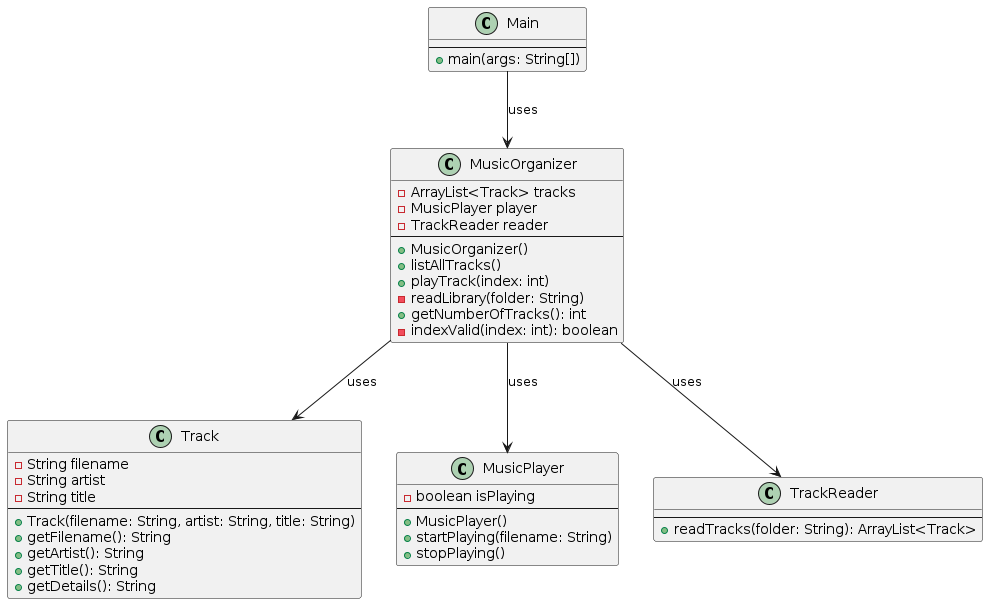 C Main
main(args: String[])
uses
C MusicOrganizer
ArrayList<Track> tracks
MusicPlayer player
TrackReader reader
MusicOrganizer()
listAllTracks()
playTrack(index: int)
readLibrary(folder: String)
getNumberOfTracks(): int
indexValid(index: int): boolean
uses
uses
uses
C Track
String filename
String artist
String title
Track(filename: String, artist: String, title: String)
getFilename(): String
getArtist(): String
getTitle(): String
getDetails(): String
C MusicPlayer
boolean isPlaying
MusicPlayer()
startPlaying(filename: String)
stopPlaying()
C TrackReader
readTracks(folder: String): ArrayList<Track>